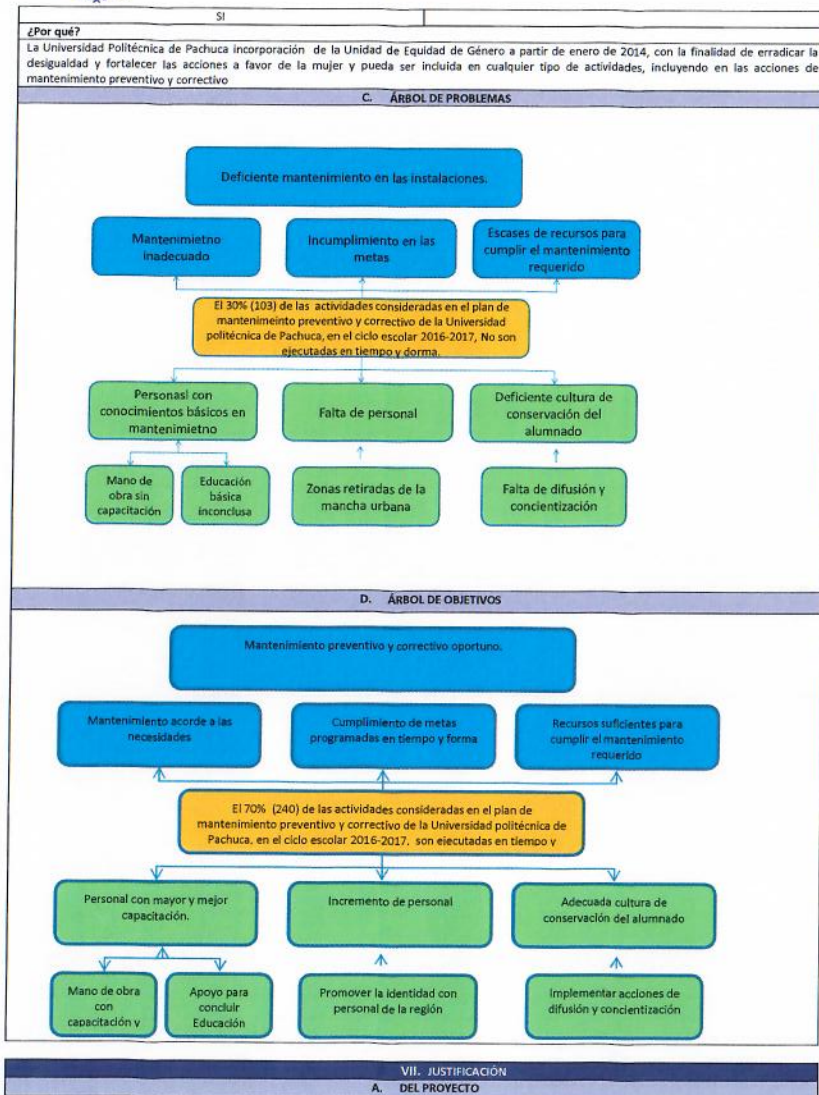 SI
¿Por qué?
La Universidad Politécnica de Pachuca incorporación de la Unidad de Equidad de Género a partir de enero de 2014, con la finalidad de erradicar la
desigualdad y fortalecer las acciones a favor de la mujer y pueda ser incluida en cualquier tipo de actividades, incluyendo en las acciones de
mantenimiento preventivo y correctivo
C. ÁRBOL DE PROBLEMAS
Deficiente mantenimiento en las instalaciones.
Mantenimietno
inadecuado
Incumplimiento en las
metas
Escases de recursos para
cumplir el mantenimiento
requerido
El 30% (103) de las actividades consideradas en el plan de
mantenimeinto preventivo y correctivo de la Universidad
politécnica de Pachuca, en el ciclo escolar 2016-2017, No son
ejecutadas en tiempo y dorma.
Personasl con
conocimientos básicos en
mantenimietno
Falta de personal
Deficiente cultura de
conservación del
alumnado
Mano de
obra sin
capacitación
Educación
básica
inconclusa
Zonas retiradas de la
mancha urbana
Falta de difusión y
concientización
D. ÁRBOL DE OBJETIVOS
Mantenimiento preventivo y correctivo oportuno.
Mantenimiento acorde a las
necesidades
Cumplimiento de metas
programadas en tiempo y forma
Recursos suficientes para
cumplir el mantenimiento
requerido
El 70% (240) de las actividades consideradas en el plan de
mantenimiento preventivo y correctivo de la Universidad politécnica de
Pachuca, en el ciclo escolar 2016-2017, son ejecutadas en tiempo y
Personal con mayor y mejor
capacitación.
Incremento de personal
Adecuada cultura de
conservación del alumnado
Mano de obra
con
capacitación y
Apoyo para
concluir
Educación
Promover la identidad con
personal de la región
Implementar acciones de
difusión y concientización
VII. JUSTIFICACIÓN
A. DEL PROYECTO